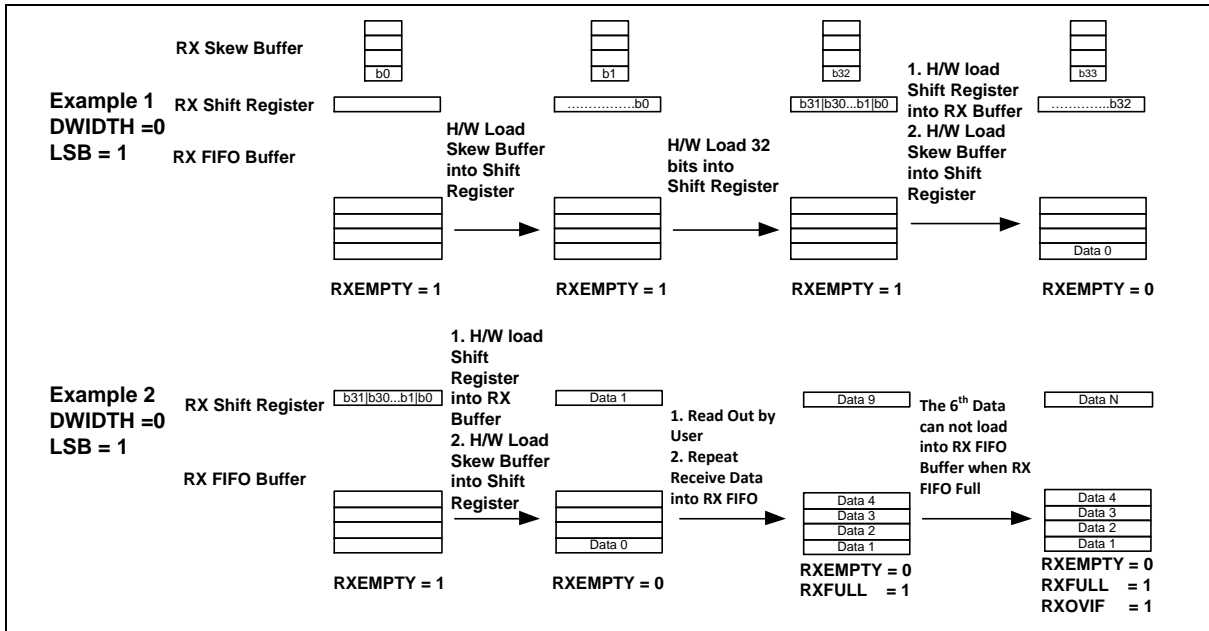 RX Skew Buffer
b0
b1
b32
b33
Example 1
DWIDTH =0
LSB = 1
RX Shift Register
................b0
b31|b30...b1|b0
..............b32
RX FIFO Buffer
H/W Load
Skew Buffer
into Shift
Register
H/W Load 32
bits into
Shift Register
1. H/W load
Shift Register
into RX Buffer
2. H/W Load
Skew Buffer
into Shift
Register
Data 0
RXEMPTY = 1
RXEMPTY = 1
RXEMPTY = 1
RXEMPTY = 0
Example 2
DWIDTH =0
LSB = 1
RX Shift Register
b31|b30...b1|b0
Data 1
Data 9
Data N
RX FIFO Buffer
1. H/W load
Shift
Register
into RX
Buffer
2. H/W Load
Skew Buffer
into Shift
Register
1. Read Out by
User
2. Repeat
Receive Data
into RX FIFO
The 6th Data
can not load
into RX FIFO
Buffer when RX
FIFO Full
Data 0
Data 4
Data 3
Data 2
Data 1
Data 4
Data 3
Data 2
Data 1
RXEMPTY = 1
RXEMPTY = 0
RXEMPTY = 0
RXFULL = 1
RXEMPTY = 0
RXFULL = 1
RXOVIF = 1